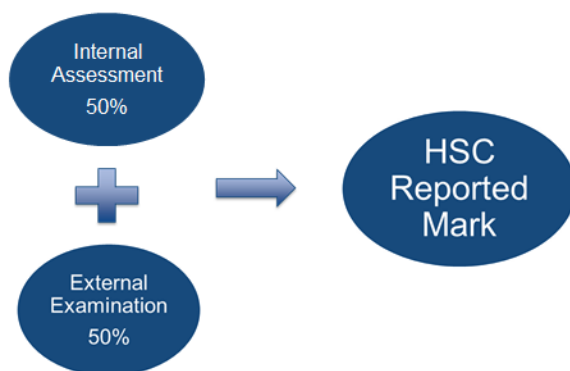 Internal
Assessment
50%
External
Examination
50%
HSC
Reported
Mark